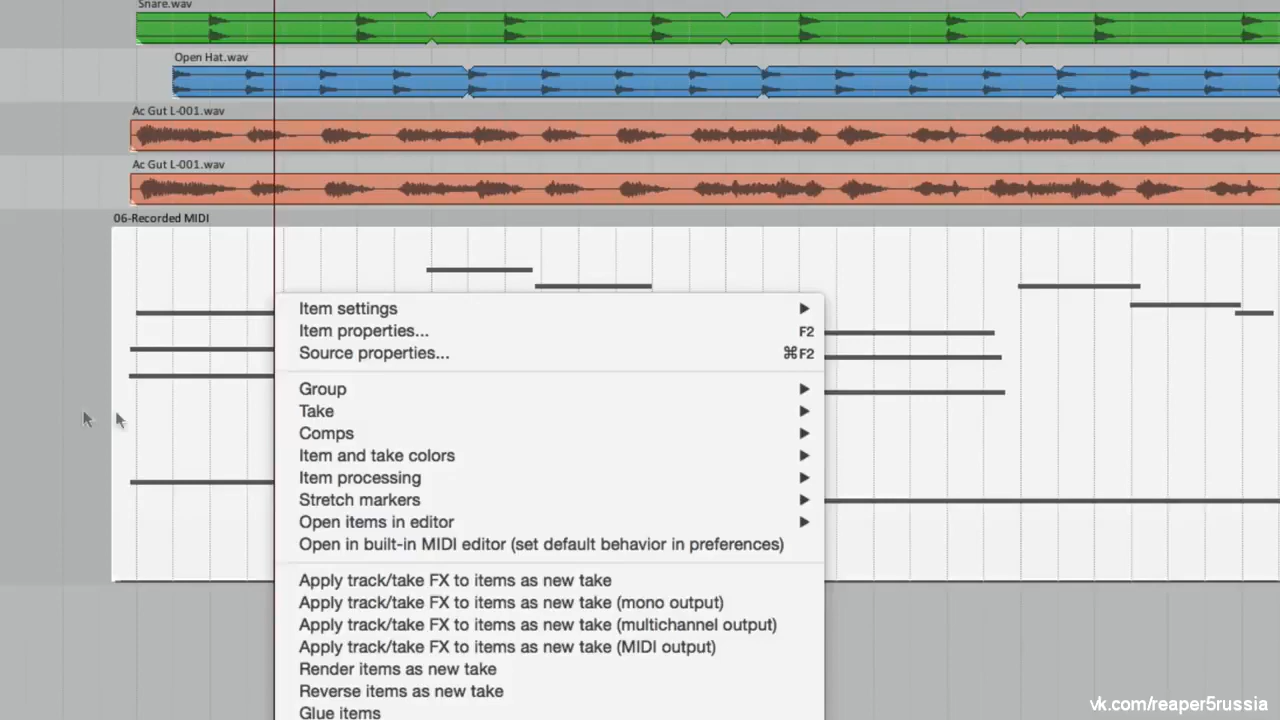 Snare.wav
Open Hat.wav
Ac Gut L-001.wav
Ac Gut L-001.wav
06-Recorded MIDI
Item settings
Item properties... F2
Source properties... ⌘F2
Group
Take
Comps
Item and take colors
Item processing
Stretch markers
Open items in editor
Open in built-in MIDI editor (set default behavior in preferences)
Apply track/take FX to items as new take
Apply track/take FX to items as new take (mono output)
Apply track/take FX to items as new take (multichannel output)
Apply track/take FX to items as new take (MIDI output)
Render items as new take
Reverse items as new take
Glue items
vk.com/reaper5russia